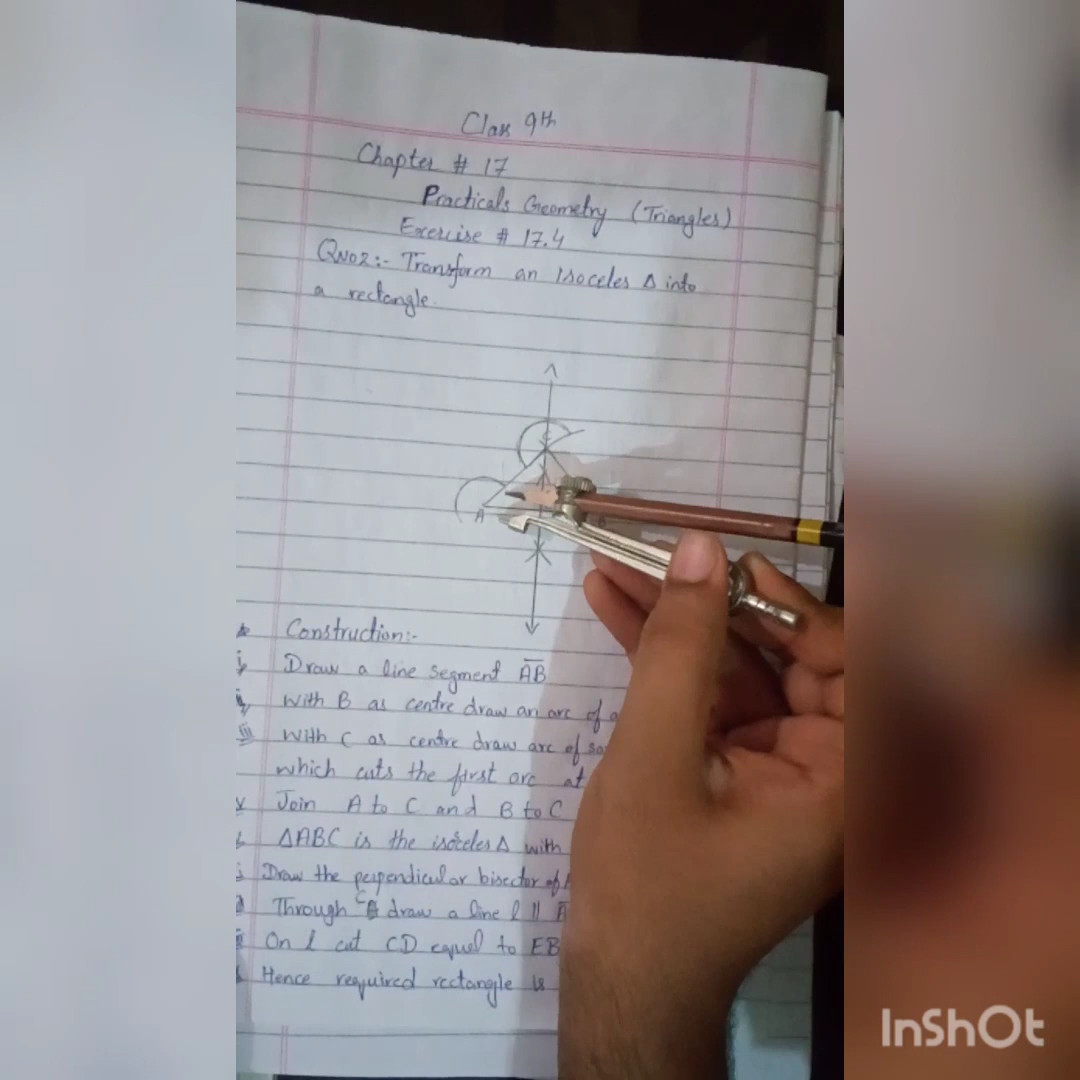 Class 9th
Chapter # 17
Practicals Geometry (Triangles)
Exercise # 17.4
QNo2:- Transform an Isoceles Δ into
a rectangle.
C
A
B
Construction:-
i, Draw a line segment AB
ii, With B as centre draw an arc of
iii, With C as centre draw arc of
which cuts the first arc at
Join A to C and B to C
ΔABC is the isoceles Δ with
Draw the perpendicular bisector of
Through C draw a line l ||
On l cut CD equal to EB
Hence required rectangle is
InShOt